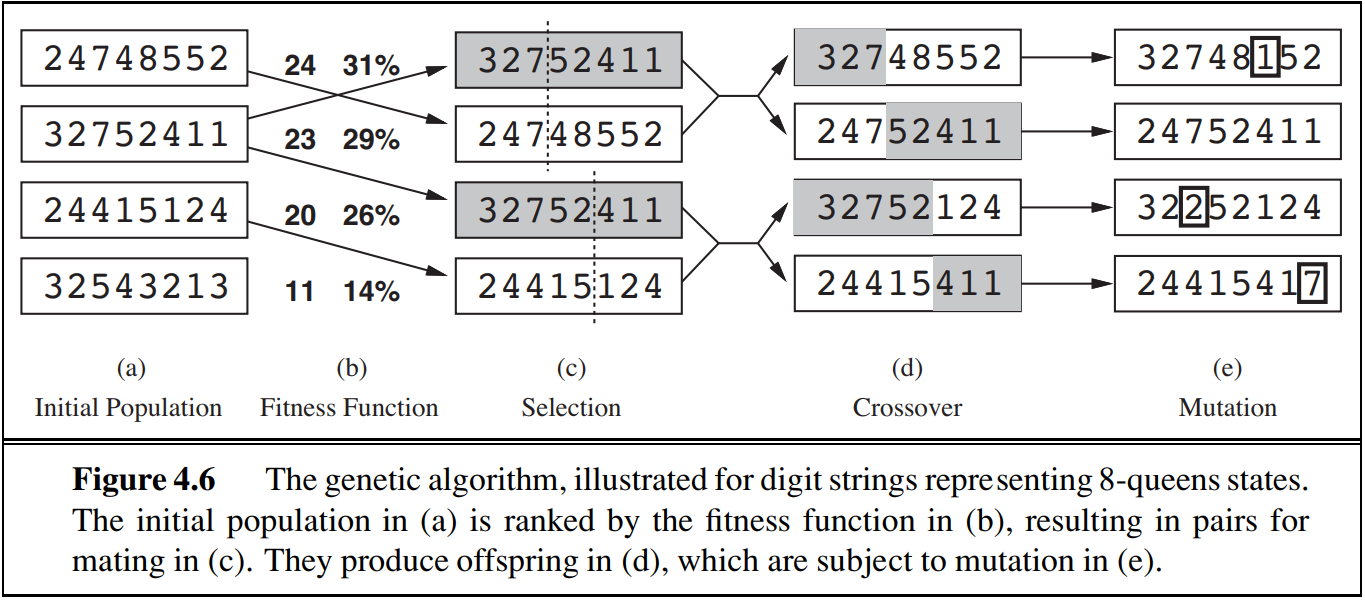 24748552 24 31% 32752411 32748552 32748152
32752411 23 29% 24748552 24752411 24752411
24415124 20 26% 32752411 32752124 32252124
32543213 11 14% 24415124 24415411 24415417
(a) (b) (c) (d) (e)
Initial Population Fitness Function Selection Crossover Mutation
Figure 4.6 The genetic algorithm, illustrated for digit strings representing 8-queens states.
The initial population in (a) is ranked by the fitness function in (b), resulting in pairs for
mating in (c). They produce offspring in (d), which are subject to mutation in (e).